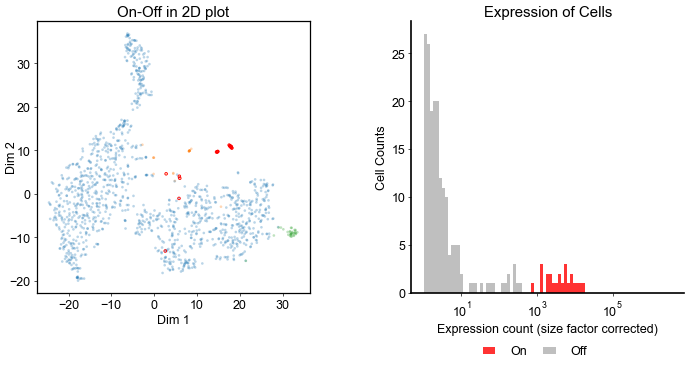 On-Off in 2D plot
Dim 2
30
20
10
0
−10
−20
−20 −10 0 10 20 30
Dim 1
Expression of Cells
Cell Counts
25
20
15
10
5
0
10¹ 10³ 10⁵
Expression count (size factor corrected)
On Off